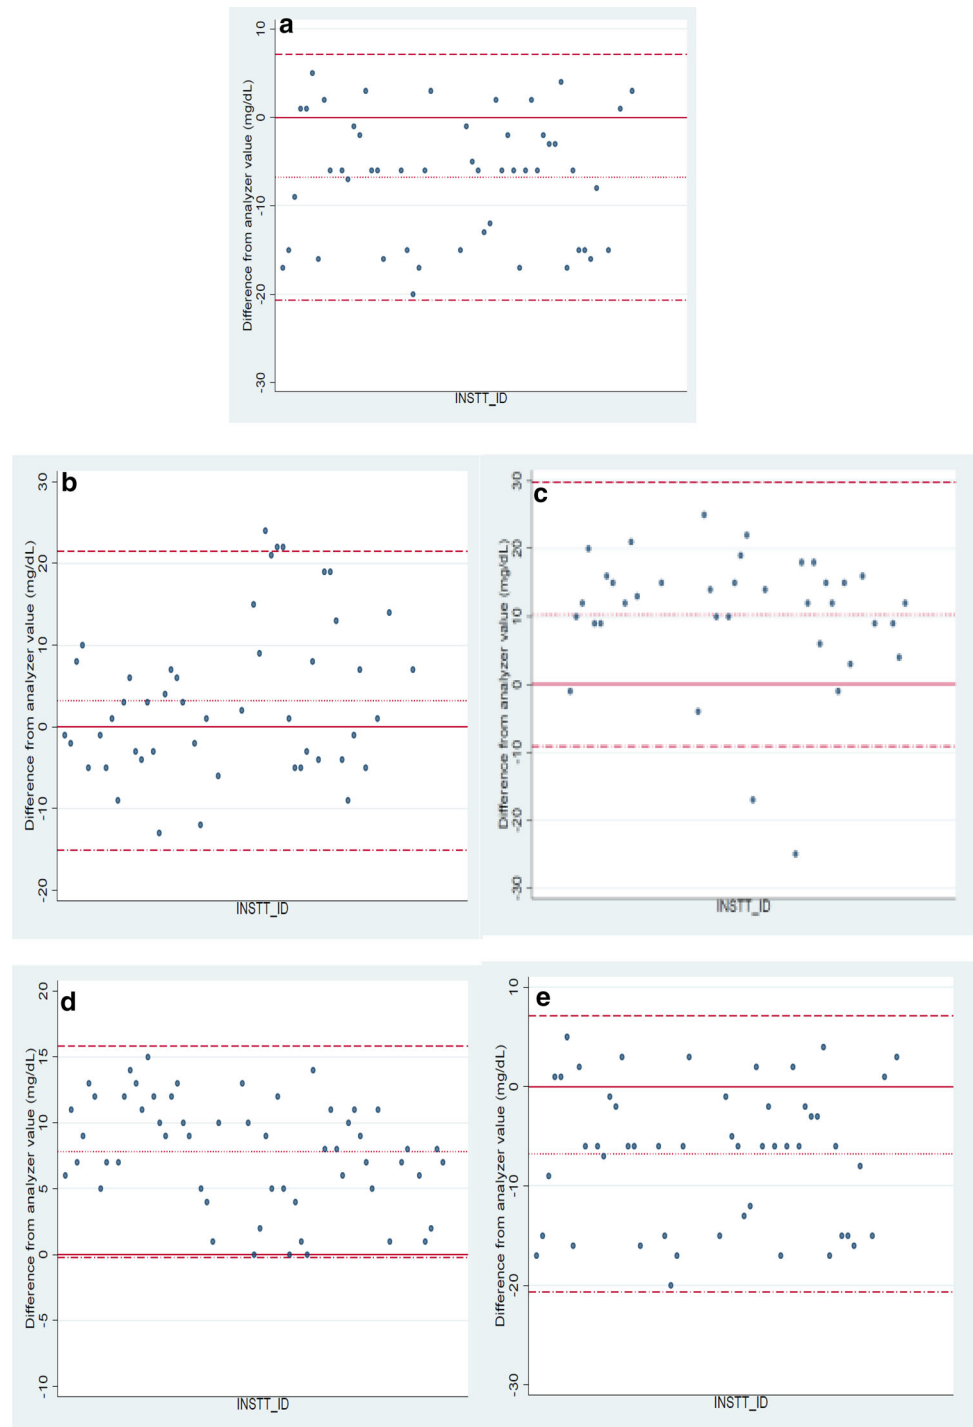 a
Difference from analyzer value (mg/dL)
10
0
-10
-20
-30
INSTT_ID
b
Difference from analyzer value (mg/dL)
30
20
10
0
-10
-20
INSTT_ID
c
Difference from analyzer value (mg/dL)
30
20
10
0
-10
-20
-30
INSTT_ID
d
Difference from analyzer value (mg/dL)
20
15
10
5
0
-5
-10
INSTT_ID
e
Difference from analyzer value (mg/dL)
10
0
-10
-20
-30
INSTT_ID